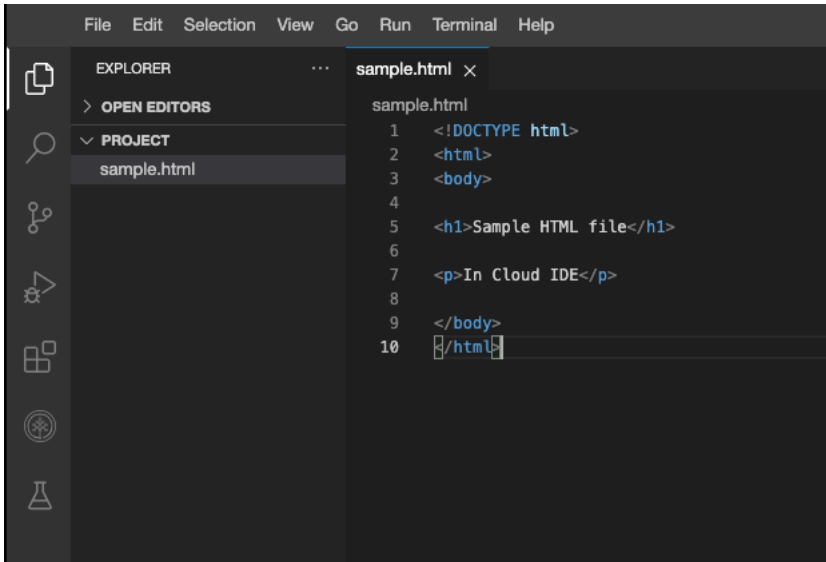 File Edit Selection View Go Run Terminal Help
EXPLORER ···
OPEN EDITORS
PROJECT
sample.html
sample.html ×
sample.html
1 <!DOCTYPE html>
2 <html>
3 <body>
4
5 <h1>Sample HTML file</h1>
6
7 <p>In Cloud IDE</p>
8
9 </body>
10 </html>